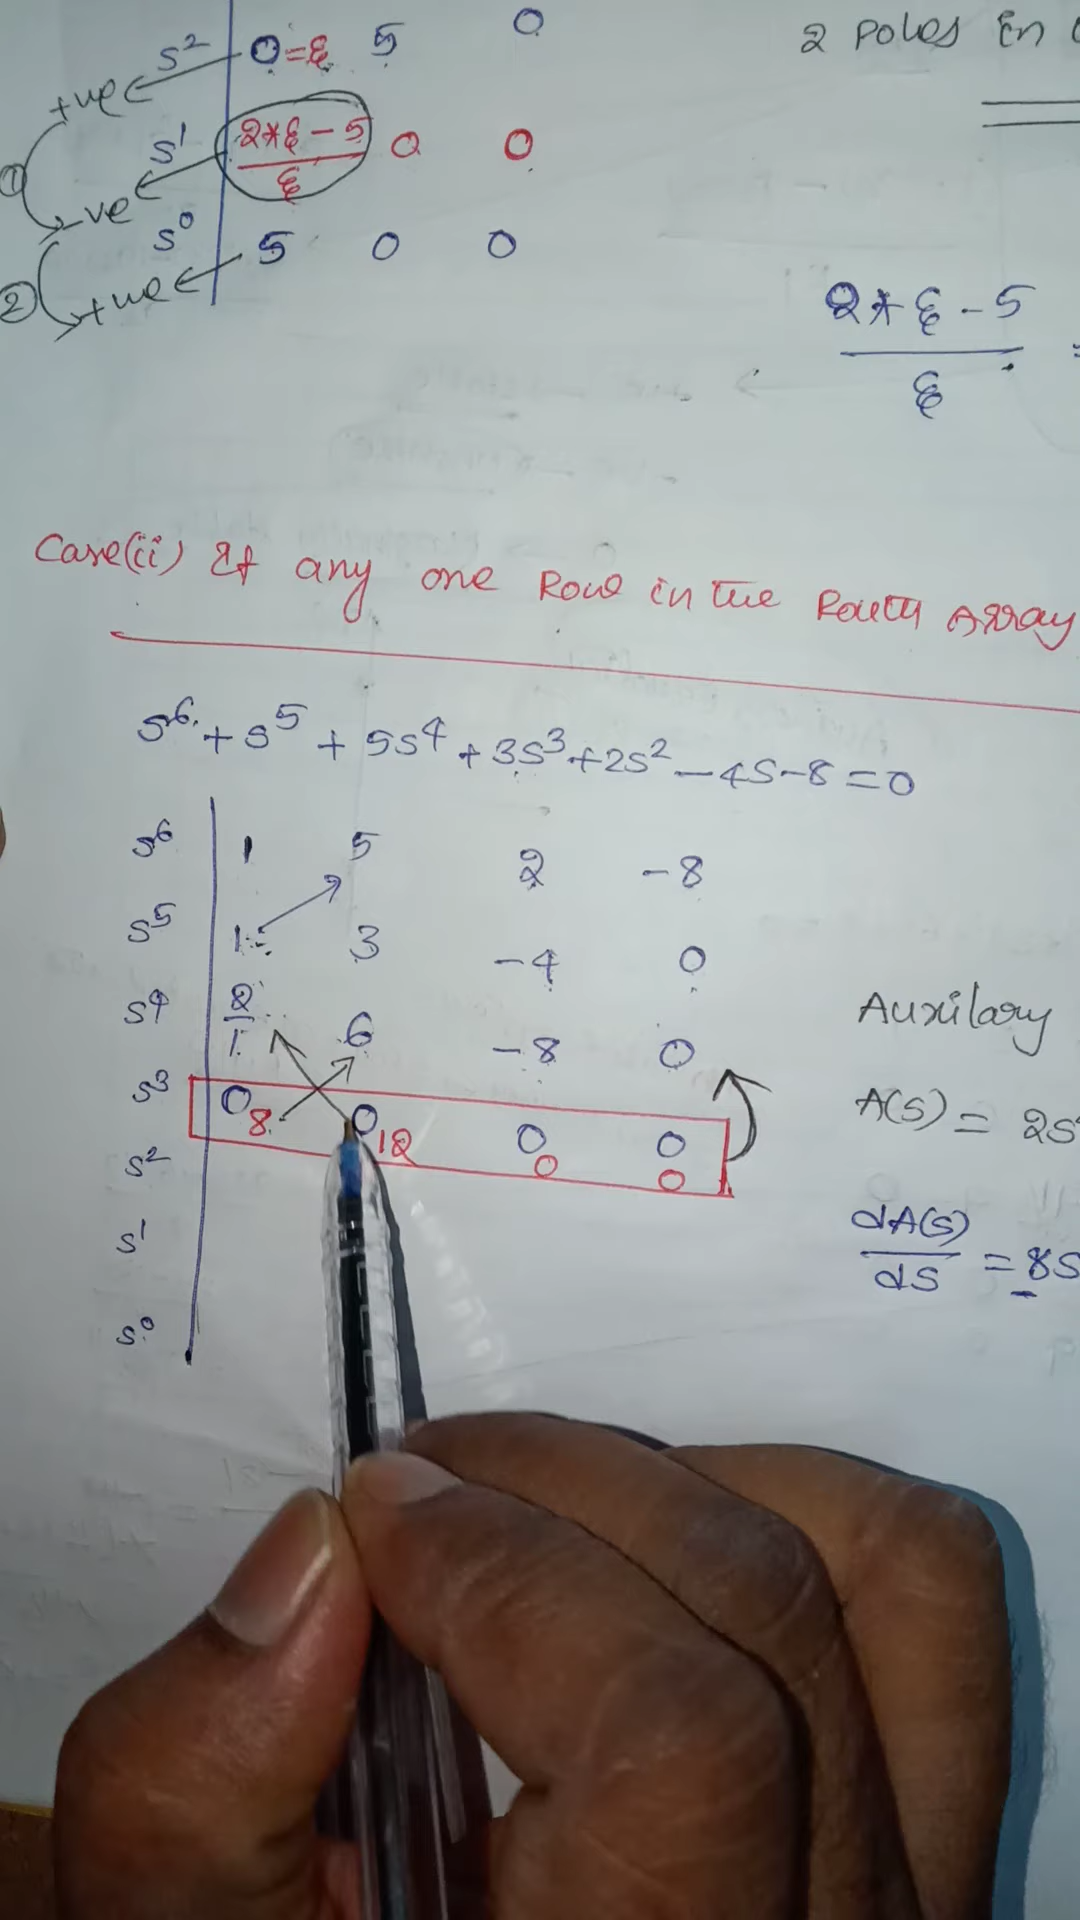 s² 0=ε 5 0
2 Poles in
+ve
s¹ 2*ε-5/ε 0 0
①
-ve
s⁰ 5 0 0
② +ve
2*ε-5/ε =
Case(ii) If any one Row in the Routh Array
s⁶+s⁵+5s⁴+3s³+2s²-4s-8=0
s⁶ 1 5 2 -8
s⁵ 1 3 -4 0
s⁴ 2/1 6 -8 0
Auxilary
s³ 0 8 0 12 0 0 0 0
A(s) = 2s⁴
s²
s¹
dA(s)/ds = 8s
s⁰